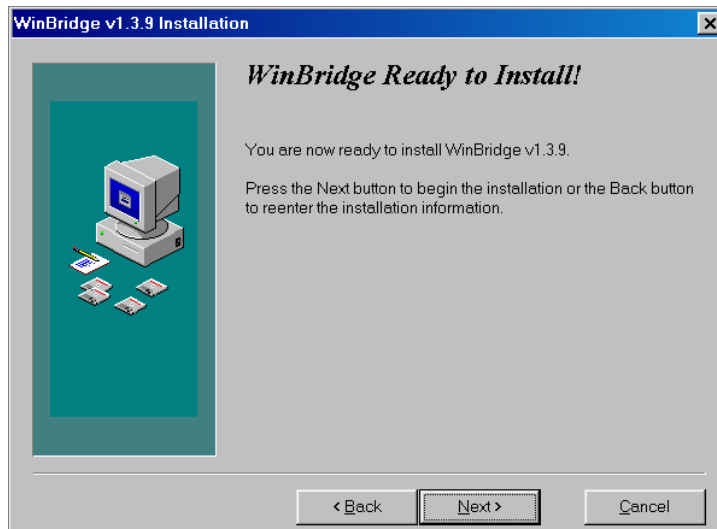 WinBridge v1.3.9 Installation
WinBridge Ready to Install!
You are now ready to install WinBridge v1.3.9.
Press the Next button to begin the installation or the Back button
to reenter the installation information.
< Back
Next >
Cancel